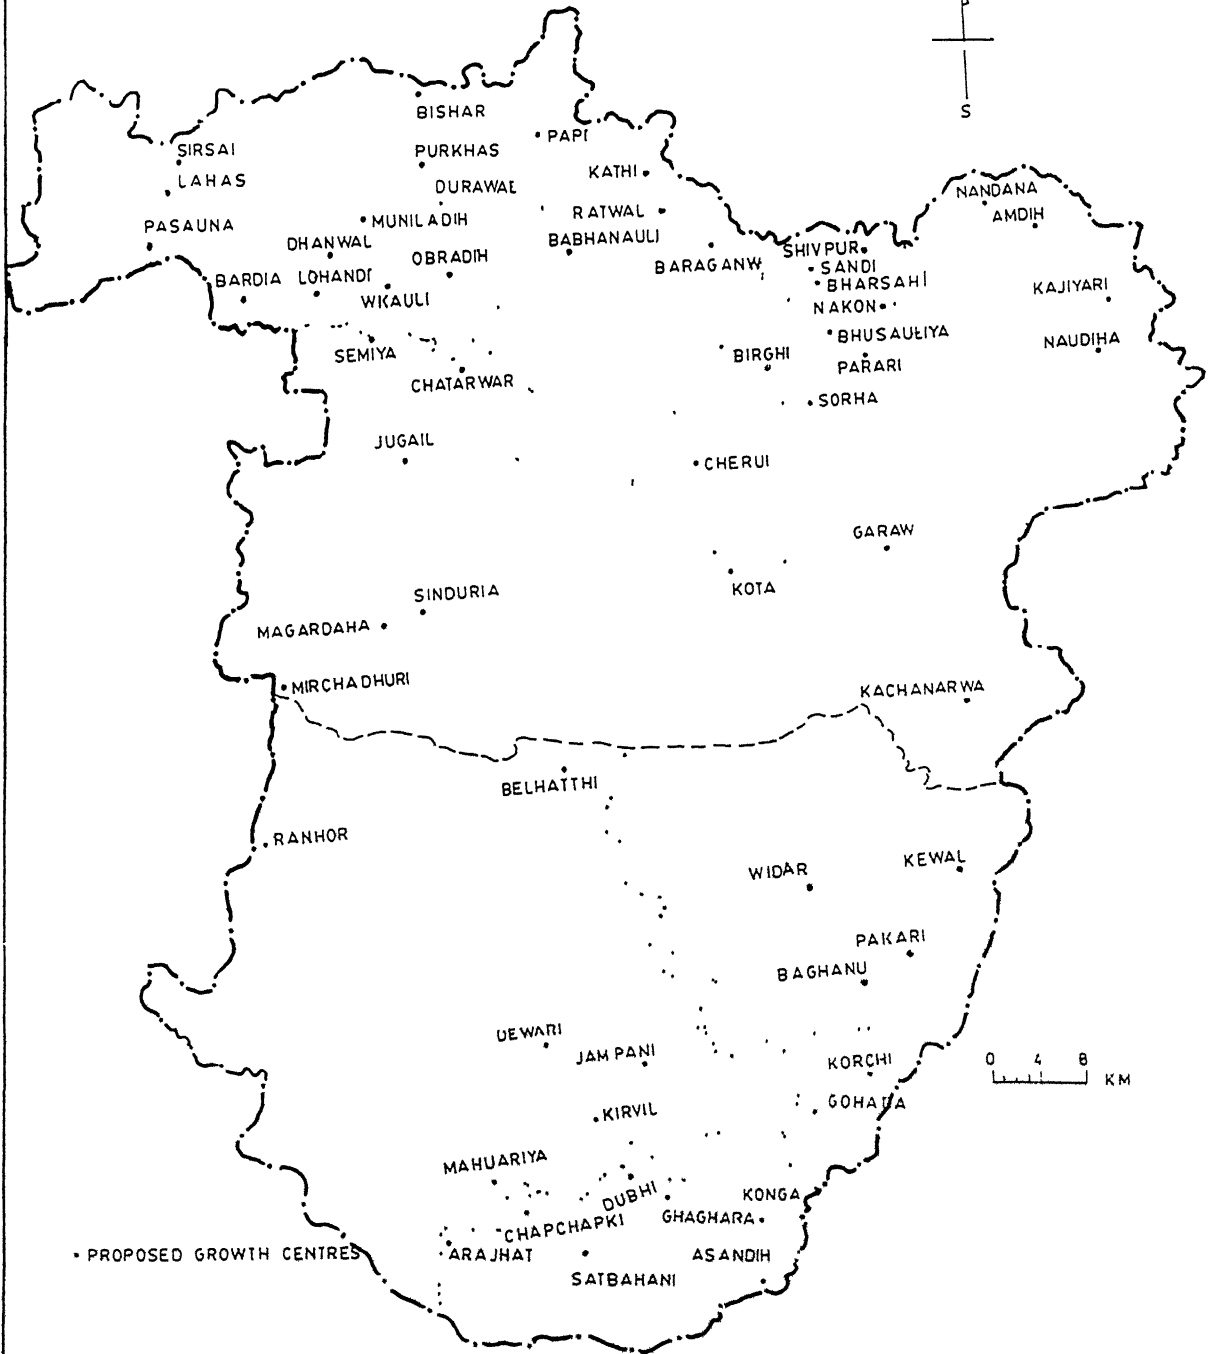 S
BISHAR
PAPI
SIRSAI
PURKHAS
KATHI
LAHAS
DURAWAL
NANDANA
MUNILADIH
RATWAL
AMDIH
PASAUNA
DHANWAL
BABHANAULI
SHIVPUR
OBRADIH
BARAGANW
SANDI
BARDIA
LOHANDI
BHARSAHI
KAJIYARI
WKAULI
NAKON
BHUSAULIYA
NAUDIHA
SEMIYA
BIRGHI
PARARI
CHATARWAR
SORHA
JUGAIL
CHERUI
GARAW
KOTA
SINDURIA
MAGARDAHA
MIRCHADHURI
KACHANARWA
BELHATTHI
RANHOR
KEWAL
WIDAR
PAKARI
BAGHANU
DEWARI
JAMPANI
KORCHI
0 4 8
KM
GOHADA
KIRVIL
MAHUARIYA
DUBHI
KONGA
GHAGHARA
CHAPCHAPKI
PROPOSED GROWTH CENTRES
ARAJHAT
ASANDIH
SATBAHANI